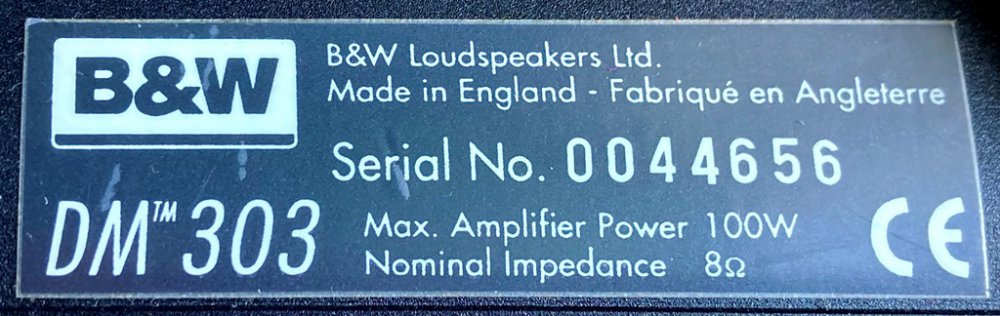 B&W
B&W Loudspeakers Ltd.
Made in England - Fabriqué en Angleterre
Serial No. 0044656
DM™ 303
Max. Amplifier Power 100W
Nominal Impedance 8Ω
CE